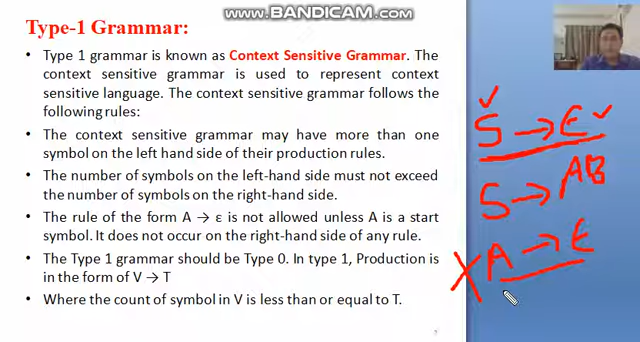 www.BANDICAM.com
Type-1 Grammar:
• Type 1 grammar is known as Context Sensitive Grammar. The
context sensitive grammar is used to represent context
sensitive language. The context sensitive grammar follows the
following rules:
• The context sensitive grammar may have more than one
symbol on the left hand side of their production rules.
• The number of symbols on the left-hand side must not exceed
the number of symbols on the right-hand side.
• The rule of the form A → ε is not allowed unless A is a start
symbol. It does not occur on the right-hand side of any rule.
• The Type 1 grammar should be Type 0. In type 1, Production is
in the form of V → T
• Where the count of symbol in V is less than or equal to T.
S → ε
S → AB
A → ε